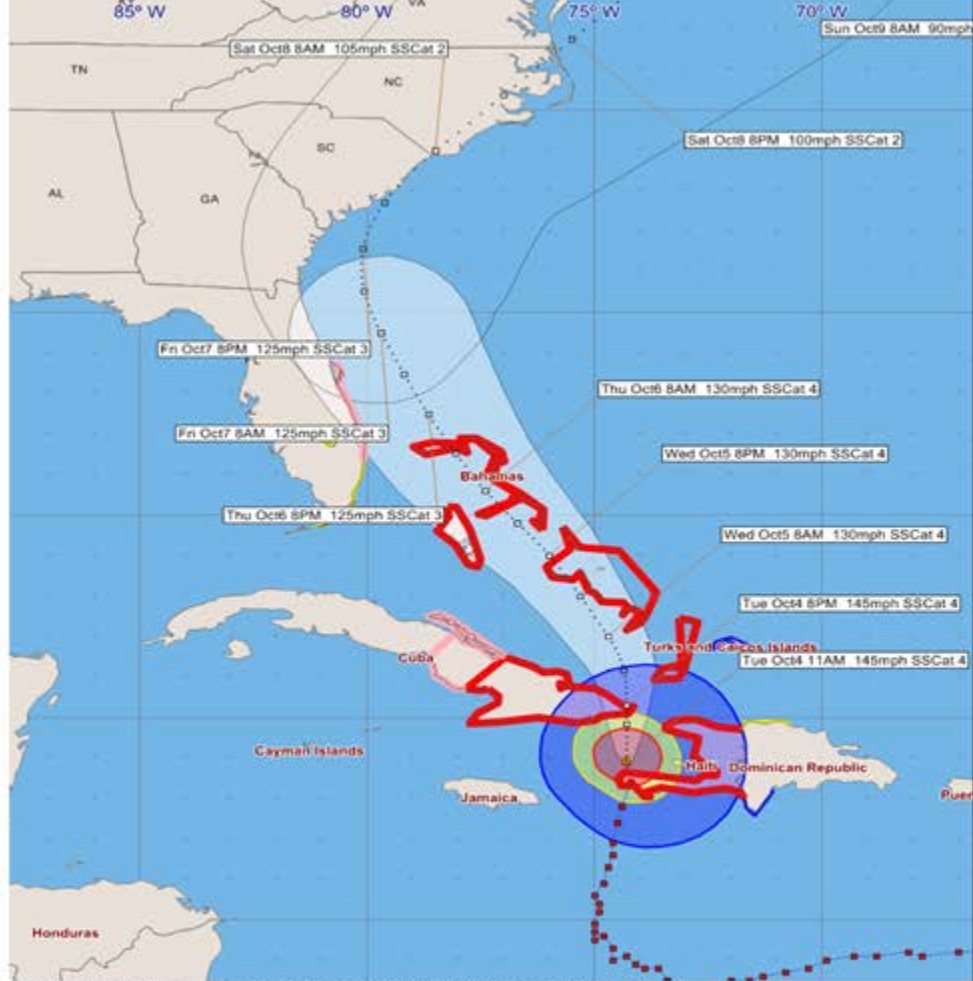 85° W
80° W
VA
75° W
70° W
Sun Oct9 8AM 90mph
Sat Oct8 8AM 105mph SSCat 2
TN
NC
Sat Oct8 8PM 100mph SSCat 2
SC
AL
GA
Fri Oct7 8PM 125mph SSCat 3
Thu Oct6 8AM 130mph SSCat 4
Fri Oct7 8AM 125mph SSCat 3
Wed Oct5 8PM 130mph SSCat 4
Bahamas
Thu Oct6 8PM 125mph SSCat 3
Wed Oct5 8AM 130mph SSCat 4
Tue Oct4 8PM 145mph SSCat 4
Turks and Caicos Islands
Cuba
Tue Oct4 11AM 145mph SSCat 4
Cayman Islands
Haiti
Dominican Republic
Jamaica
Puer
Honduras